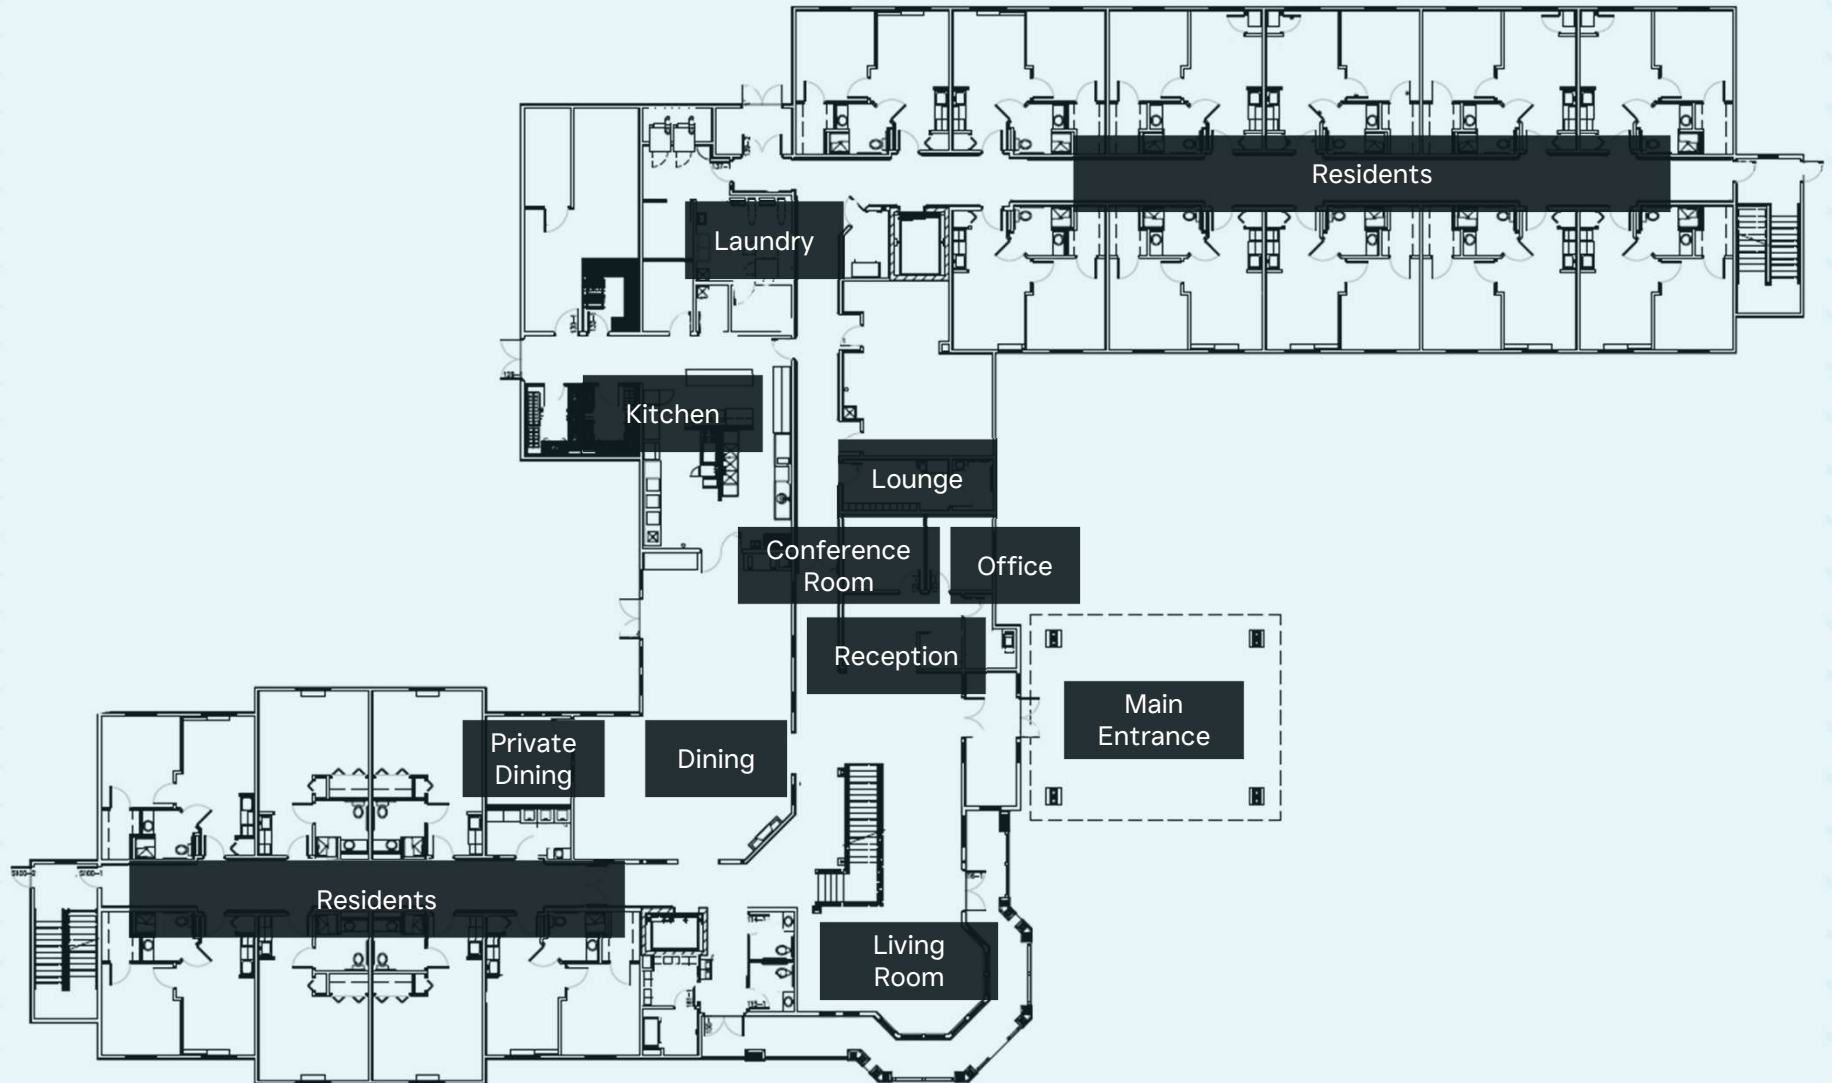 Residents
Laundry
Kitchen
Lounge
Conference
Room
Office
Reception
Main
Entrance
Private
Dining
Dining
Residents
Living
Room